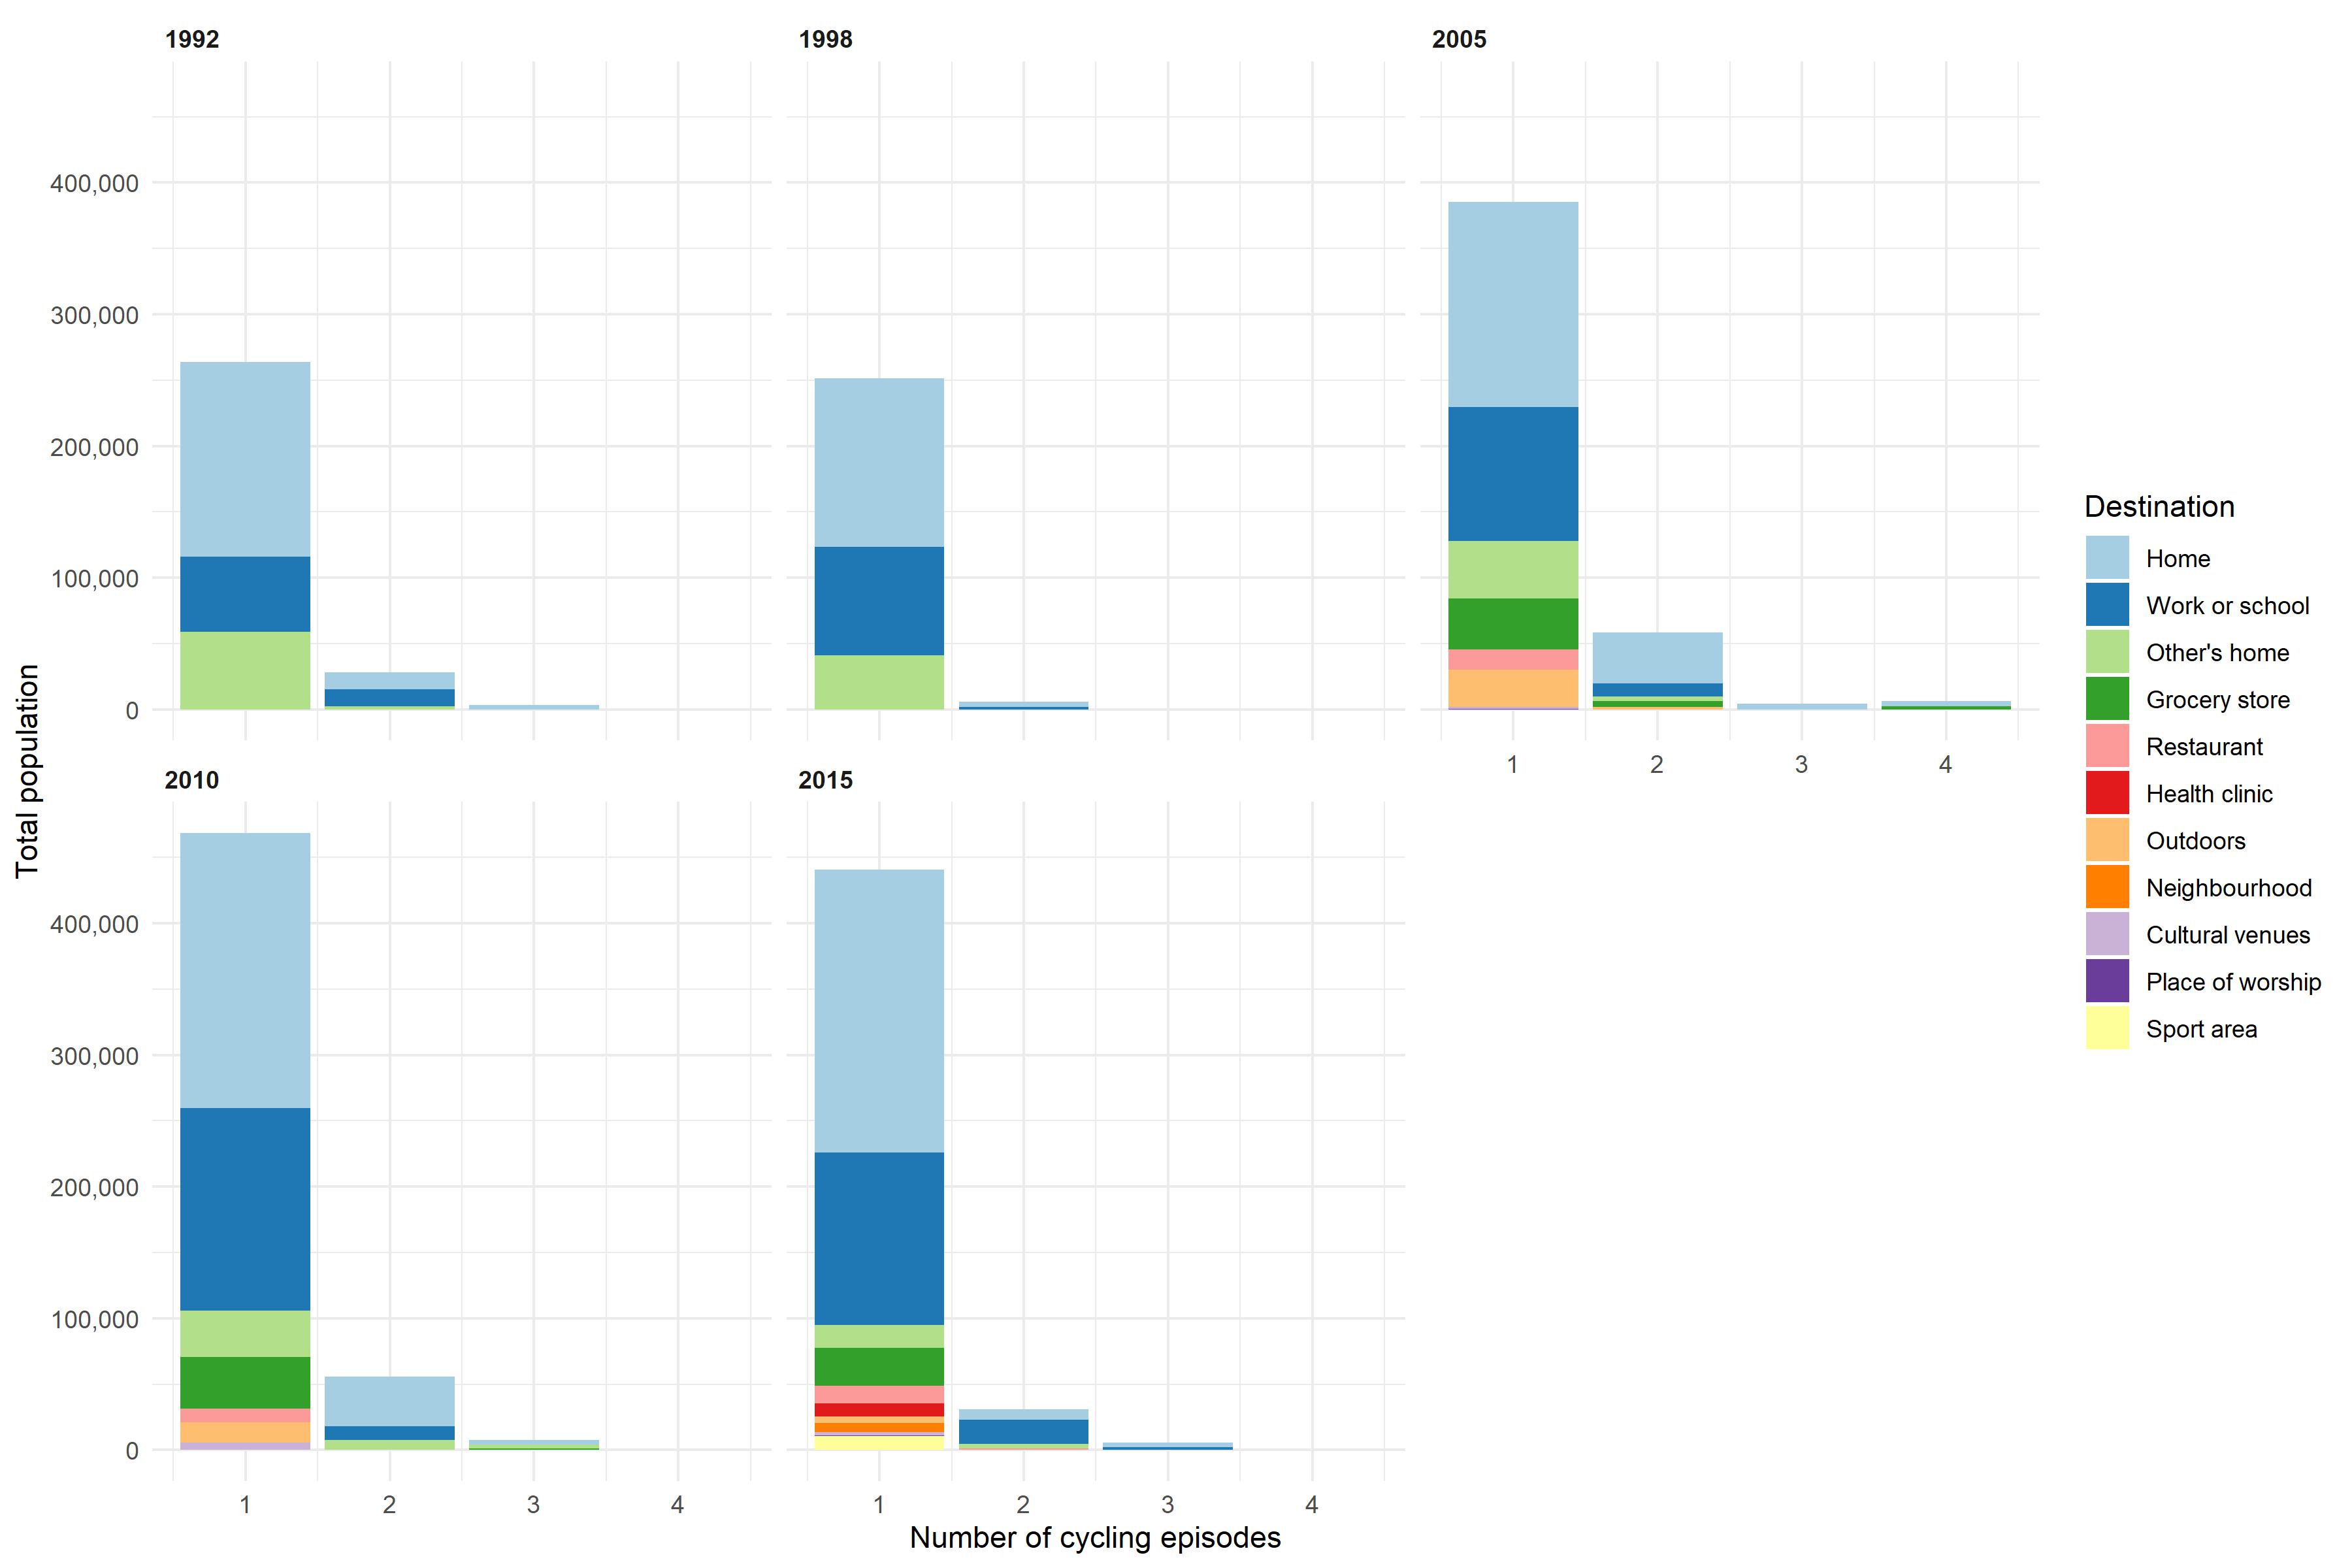 1992
1998
2005
400,000
300,000
200,000
100,000
0
1 2 3 4
2010
2015
400,000
300,000
200,000
100,000
0
1 2 3 4
1 2 3 4
Total population
Number of cycling episodes
Destination
Home
Work or school
Other's home
Grocery store
Restaurant
Health clinic
Outdoors
Neighbourhood
Cultural venues
Place of worship
Sport area